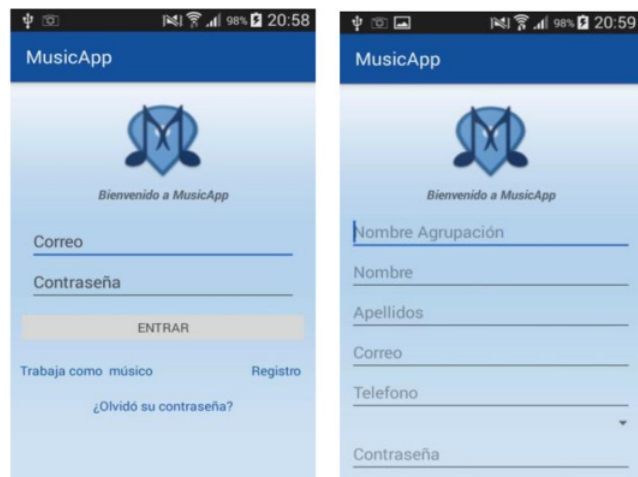 98% 20:58
MusicApp
Bienvenido a MusicApp
Correo
Contraseña
ENTRAR
Trabaja como músico Registro
¿Olvidó su contraseña?
98% 20:59
MusicApp
Bienvenido a MusicApp
Nombre Agrupación
Nombre
Apellidos
Correo
Telefono
Contraseña